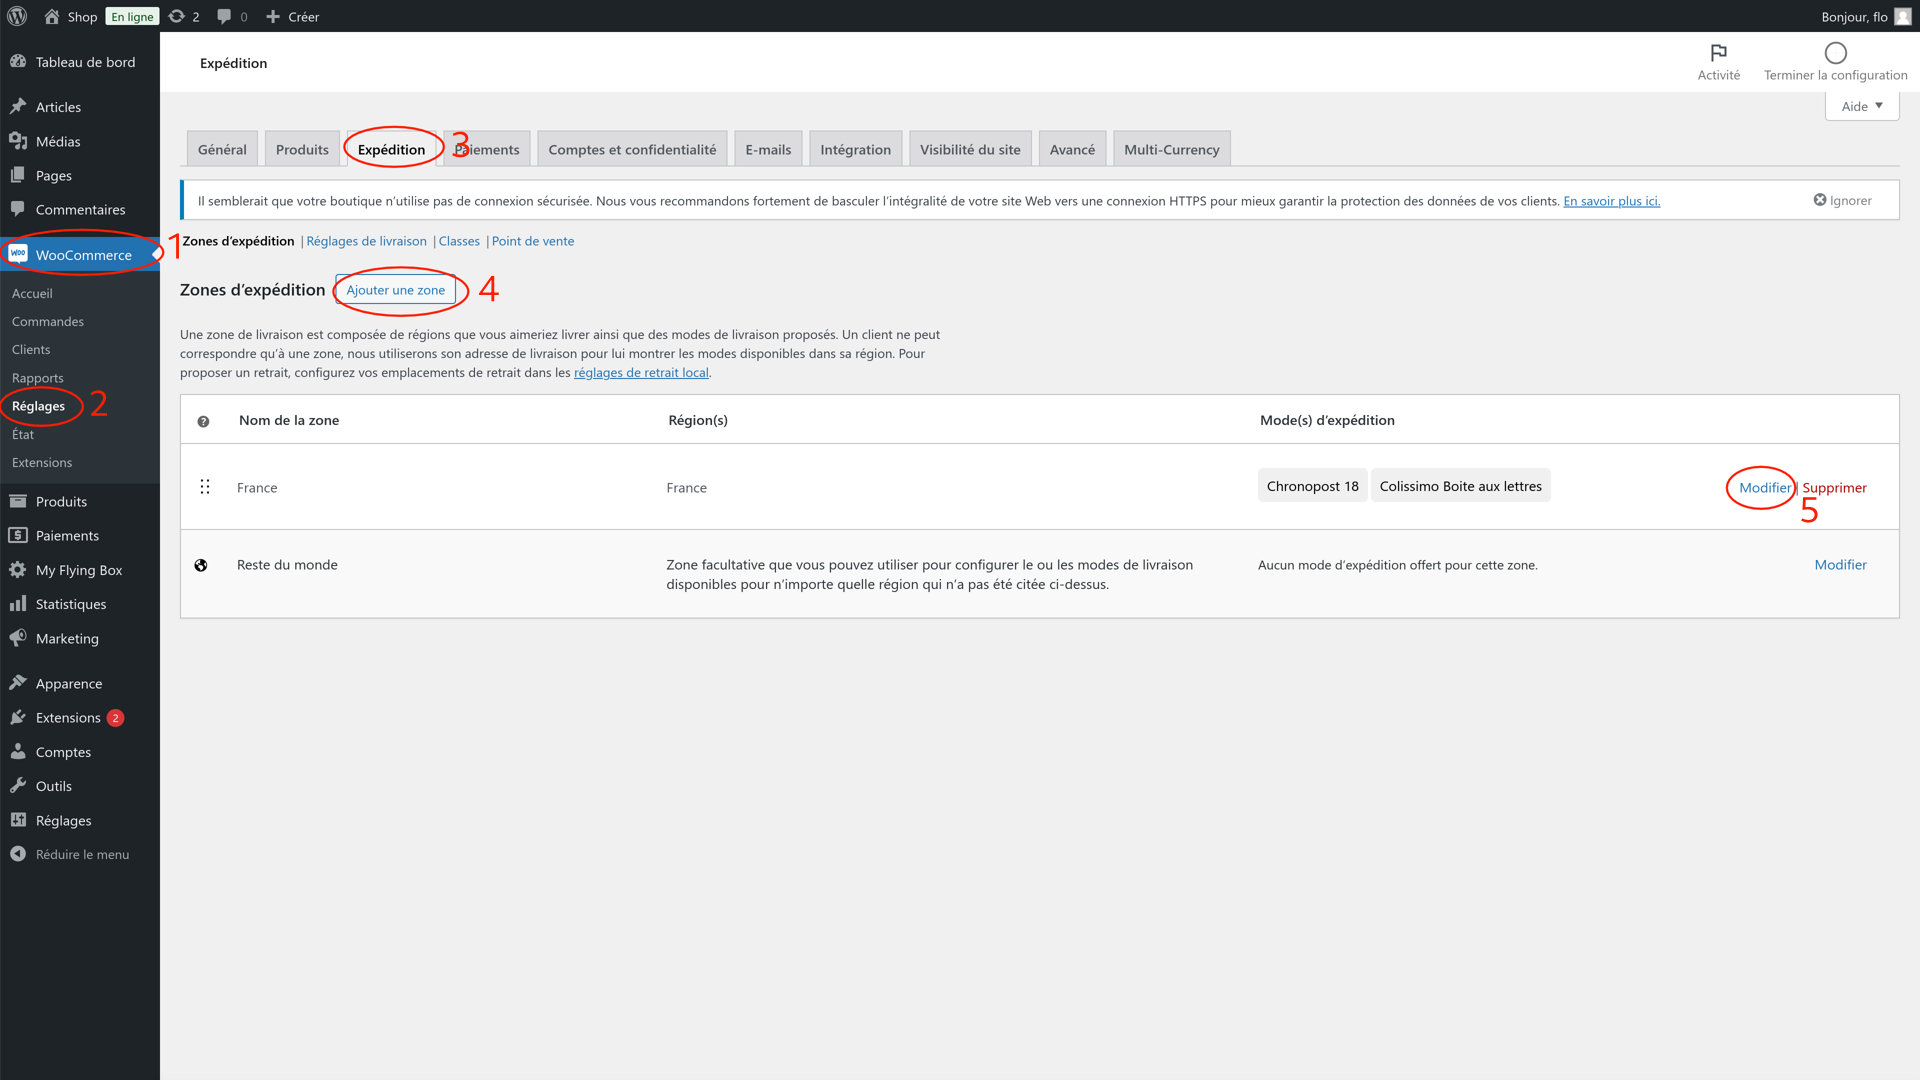 Shop En ligne 2 0 Créer Bonjour, flo
Tableau de bord
Articles
Médias
Pages
Commentaires
WooCommerce 1
Accueil
Commandes
Clients
Rapports
Réglages 2
État
Extensions
Produits
Paiements
My Flying Box
Statistiques
Marketing
Apparence
Extensions 2
Comptes
Outils
Réglages
Réduire le menu
Expédition
Activité
Terminer la configuration
Aide
Général Produits Expédition 3 Paiements Comptes et confidentialité E-mails Intégration Visibilité du site Avancé Multi-Currency
Il semblerait que votre boutique n’utilise pas de connexion sécurisée. Nous vous recommandons fortement de basculer l’intégralité de votre site Web vers une connexion HTTPS pour mieux garantir la protection des données de vos clients. En savoir plus ici. Ignorer
Zones d’expédition | Réglages de livraison | Classes | Point de vente
Zones d’expédition Ajouter une zone 4
Une zone de livraison est composée de régions que vous aimeriez livrer ainsi que des modes de livraison proposés. Un client ne peut
correspondre qu’à une zone, nous utiliserons son adresse de livraison pour lui montrer les modes disponibles dans sa région. Pour
proposer un retrait, configurez vos emplacements de retrait dans les réglages de retrait local.
? Nom de la zone Région(s) Mode(s) d’expédition
France France Chronopost 18 Colissimo Boite aux lettres Modifier | Supprimer
5
Reste du monde Zone facultative que vous pouvez utiliser pour configurer le ou les modes de livraison Aucun mode d’expédition offert pour cette zone. Modifier
disponibles pour n’importe quelle région qui n’a pas été citée ci-dessus.